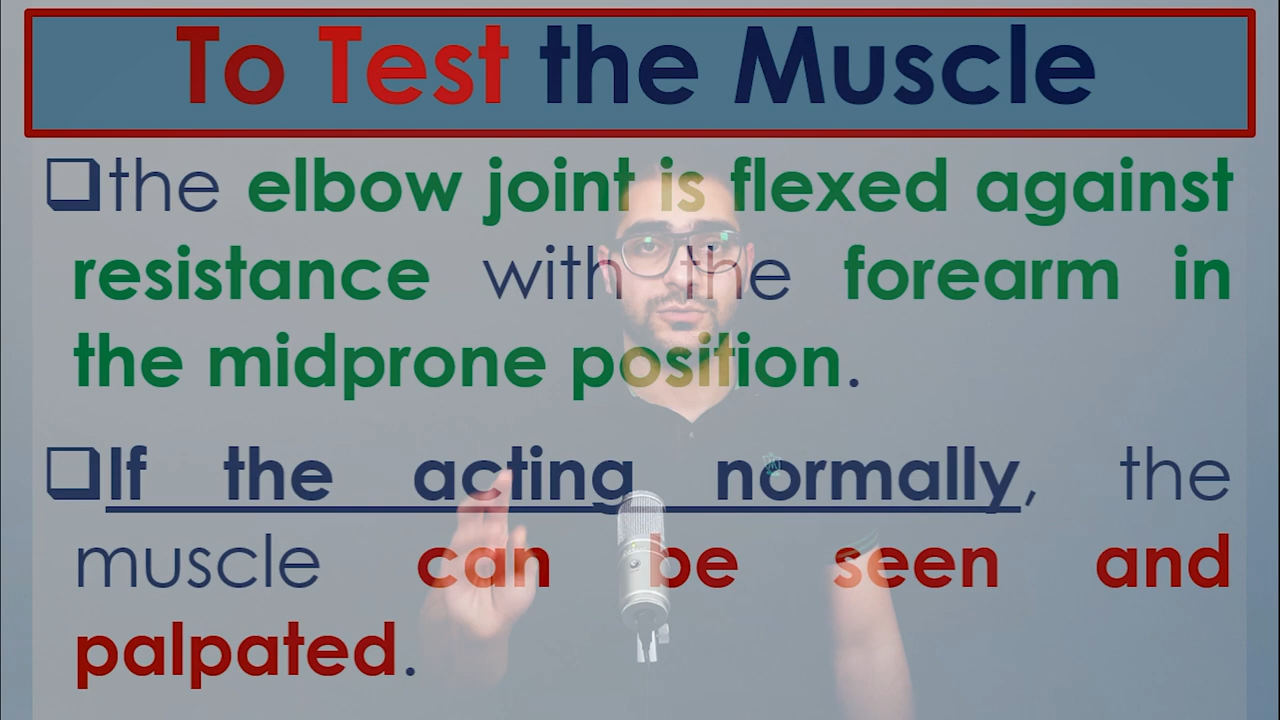 To Test the Muscle
❑the elbow joint is flexed against
resistance with the forearm in
the midprone position.
❑If the acting normally, the
muscle can be seen and
palpated.